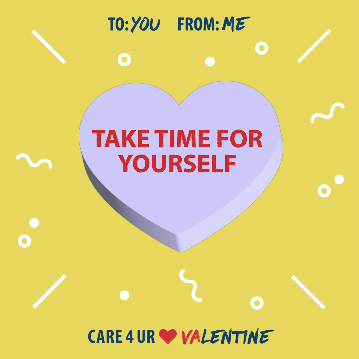 TO: YOU FROM: ME
TAKE TIME FOR
YOURSELF
CARE 4 UR VALENTINE